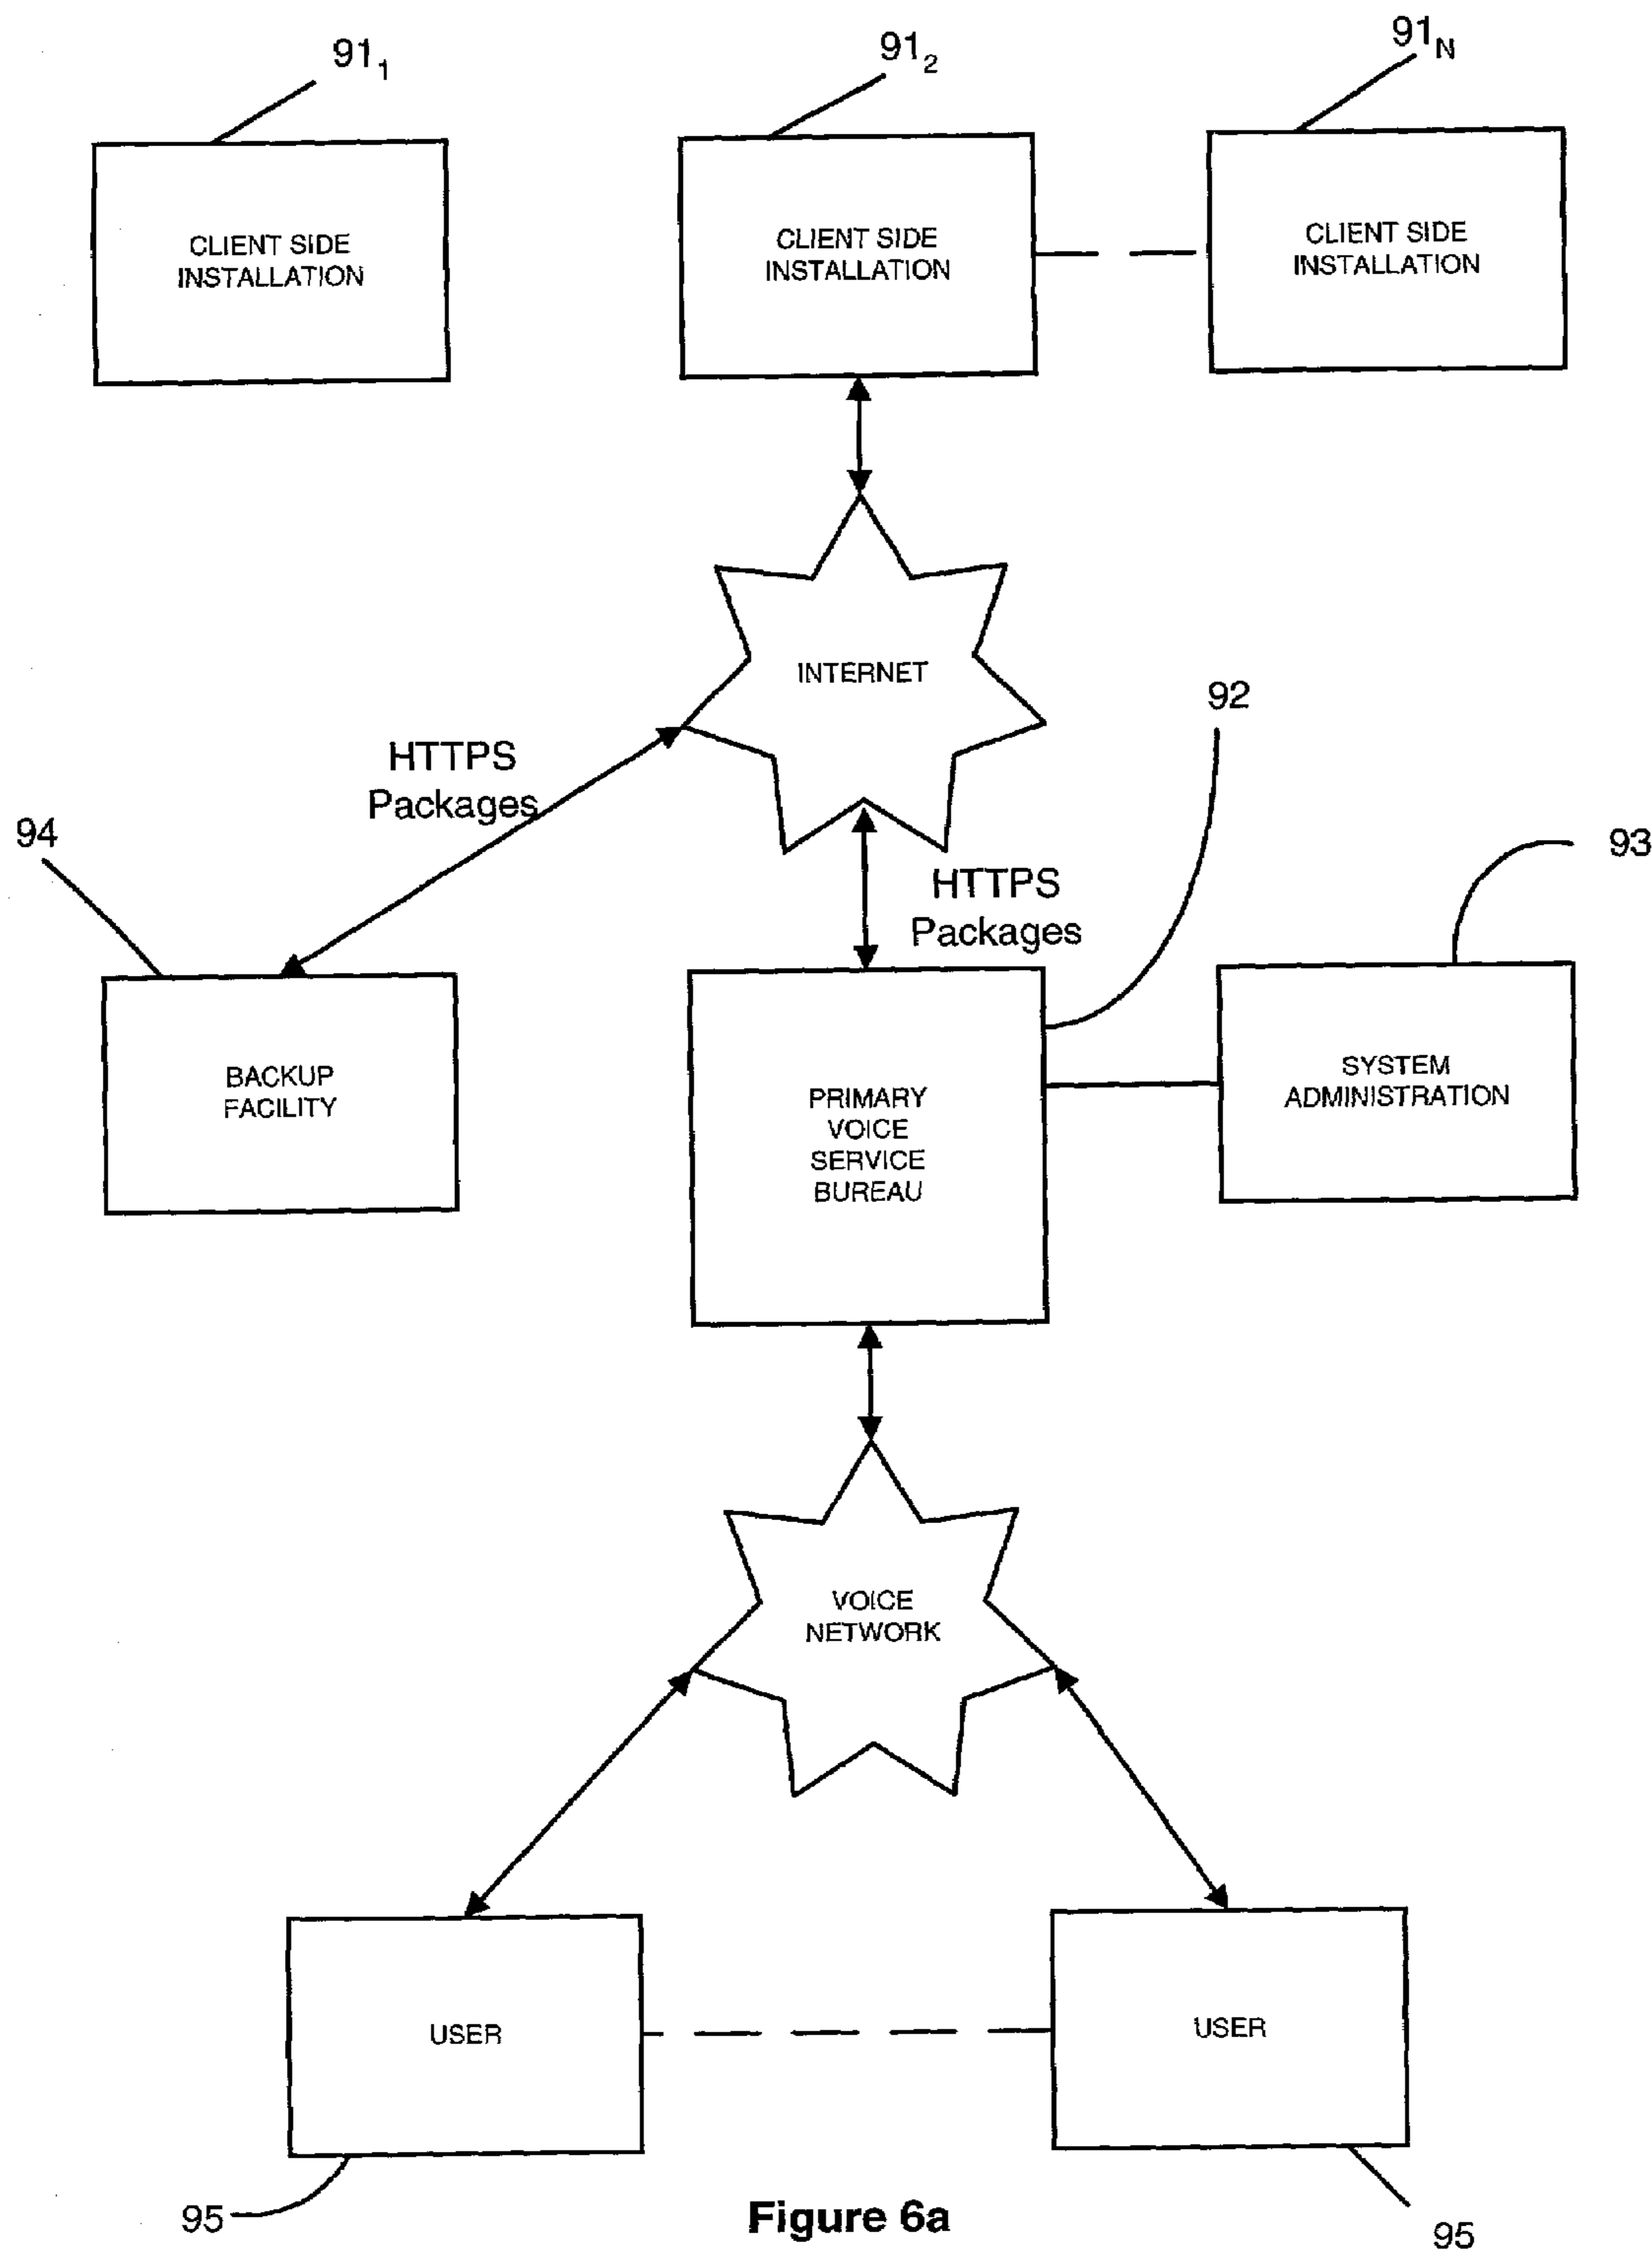 91₁
91₂
91N
CLIENT SIDE
INSTALLATION
CLIENT SIDE
INSTALLATION
CLIENT SIDE
INSTALLATION
INTERNET
92
HTTPS
Packages
94
93
HTTPS
Packages
BACKUP
FACILITY
PRIMARY
VOICE
SERVICE
BUREAU
SYSTEM
ADMINISTRATION
VOICE
NETWORK
USER
USER
95
Figure 6a
95